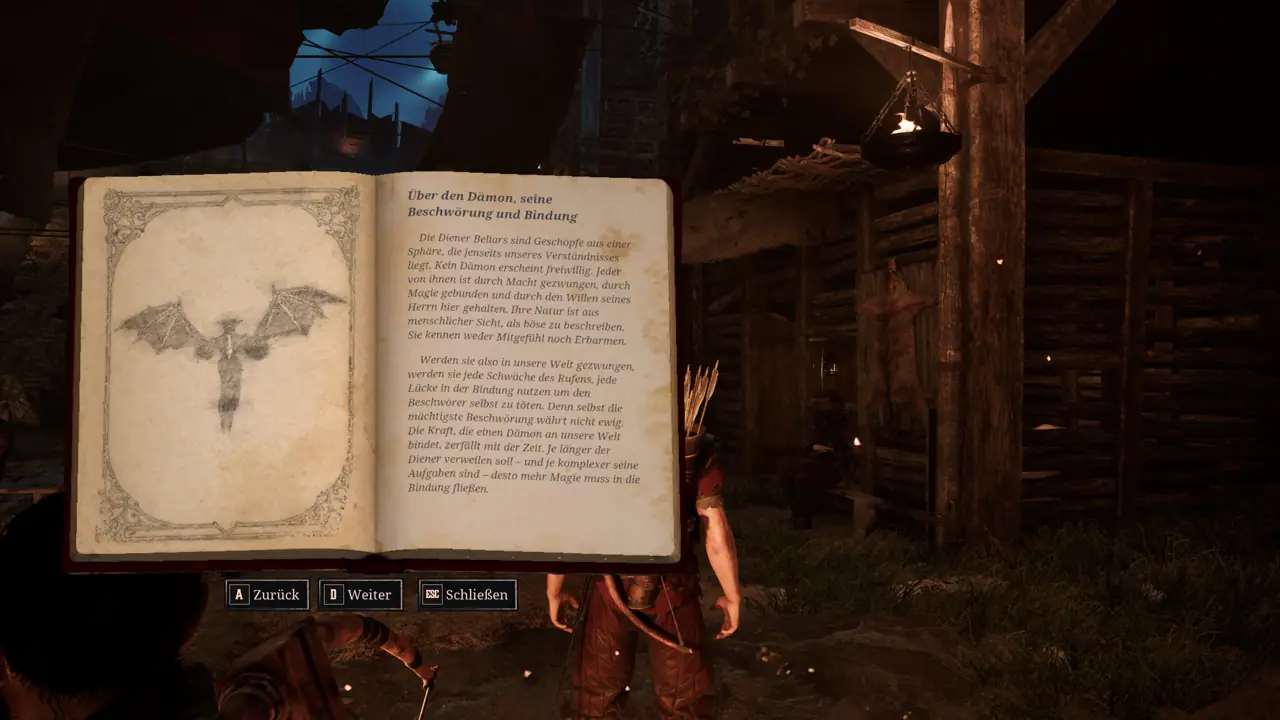 Über den Dämon, seine
Beschwörung und Bindung
Die Diener Beliars sind Geschöpfe aus einer
Sphäre, die jenseits unseres Verständnisses
liegt. Kein Dämon erscheint freiwillig. Jeder
von ihnen ist durch Macht gezwungen, durch
Magie gebunden und durch den Willen seines
Herrn hier gehalten. Ihre Natur ist aus
menschlicher Sicht, als böse zu beschreiben.
Sie kennen weder Mitgefühl noch Erbarmen.
Werden sie also in unsere Welt gezwungen,
werden sie jede Schwäche des Rufens, jede
Lücke in der Bindung nutzen um den
Beschwörer selbst zu töten. Denn selbst die
mächtigste Beschwörung währt nicht ewig.
Die Kraft, die einen Dämon an unsere Welt
bindet, zerfällt mit der Zeit. Je länger der
Diener verweilen soll – und je komplexer seine
Aufgaben sind – desto mehr Magie muss in die
Bindung fließen.
A Zurück D Weiter ESC Schließen